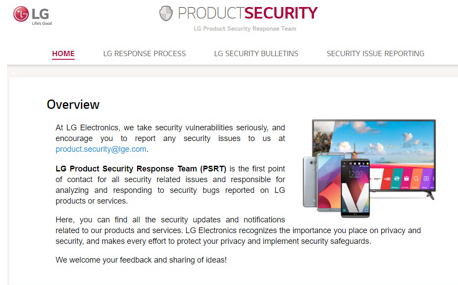 LG
Life's Good
PRODUCTSECURITY
LG Product Security Response Team
HOME LG RESPONSE PROCESS LG SECURITY BULLETINS SECURITY ISSUE REPORTING
Overview
At LG Electronics, we take security vulnerabilities seriously, and
encourage you to report any security issues to us at
product.security@lge.com.
LG Product Security Response Team (PSRT) is the first point
of contact for all security related issues and responsible for
analyzing and responding to security bugs reported on LG
products or services.
Here, you can find all the security updates and notifications
related to our products and services. LG Electronics recognizes the importance you place on privacy and
security, and makes every effort to protect your privacy and implement security safeguards.
We welcome your feedback and sharing of ideas!